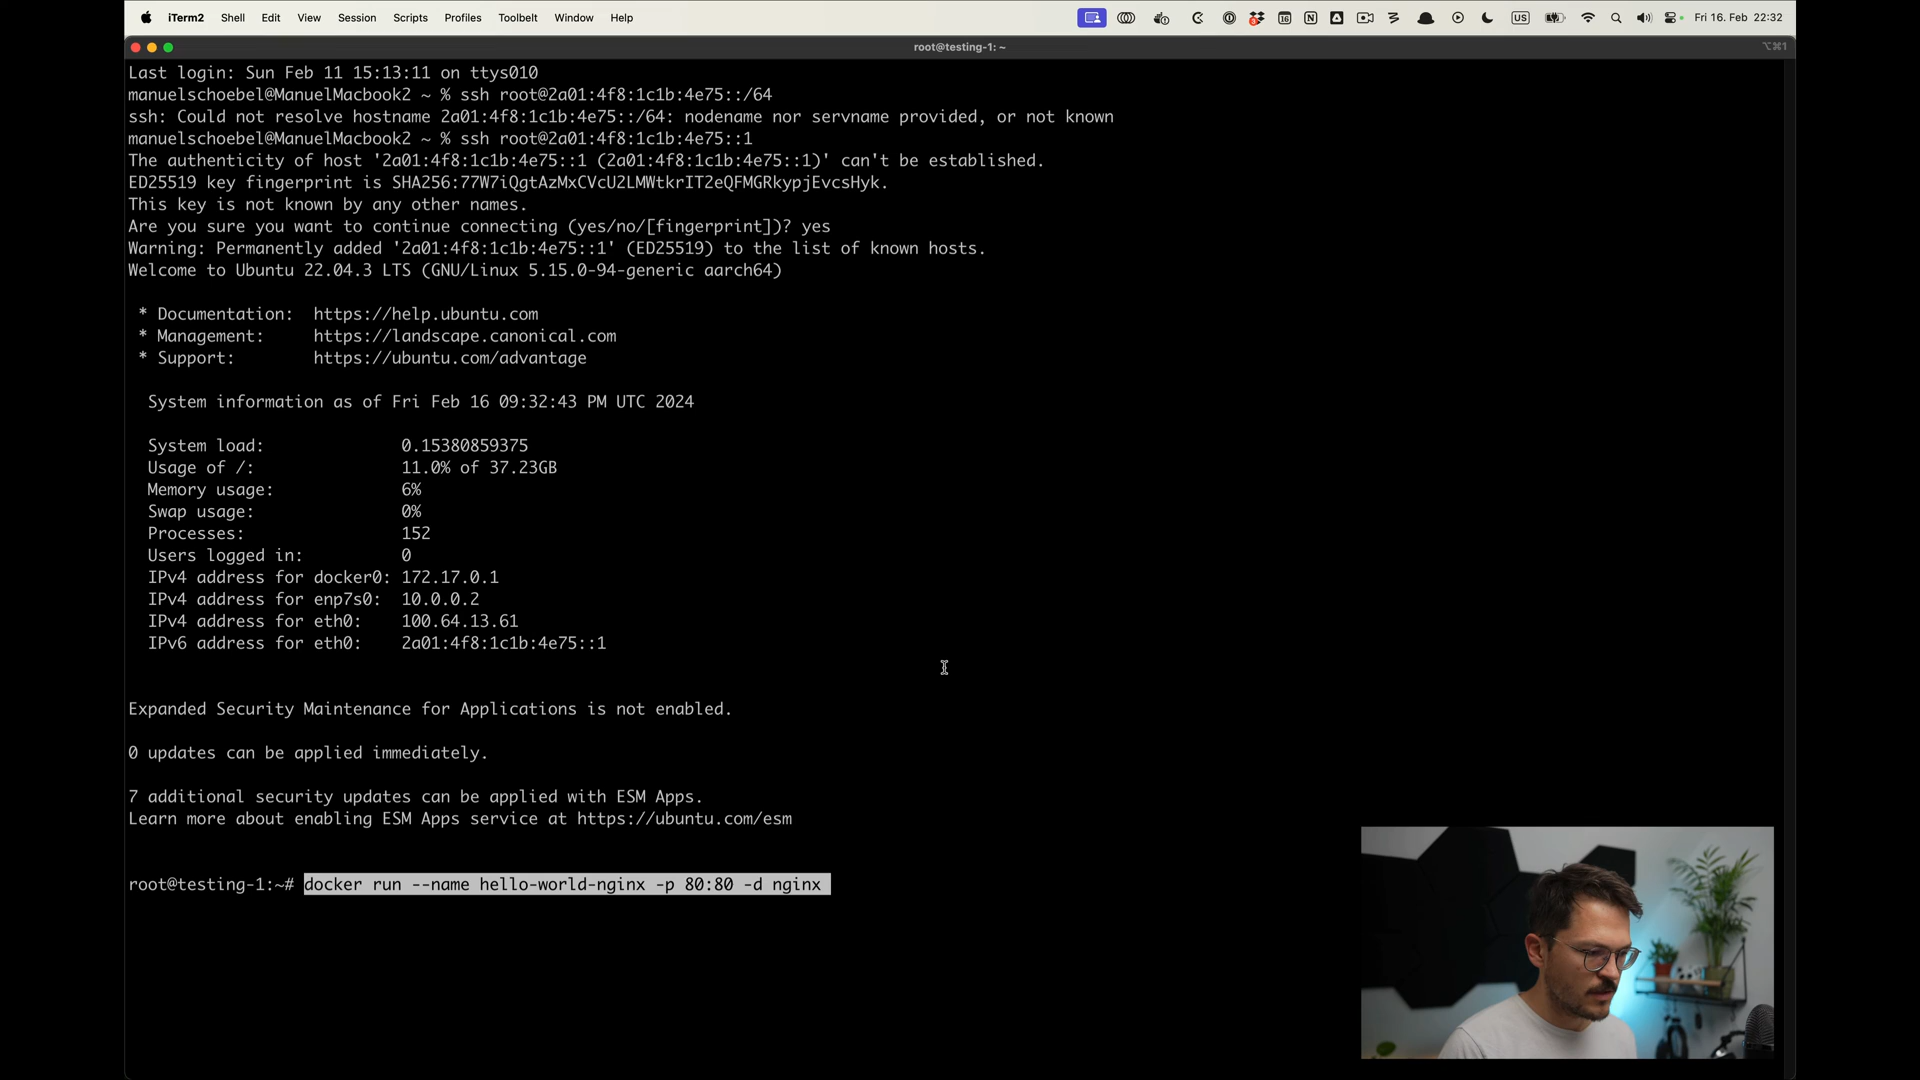 iTerm2 Shell Edit View Session Scripts Profiles Toolbelt Window Help
3 16 US Fri 16. Feb 22:32
root@testing-1: ~ ⌥⌘1
Last login: Sun Feb 11 15:13:11 on ttys010
manuelschoebel@ManuelMacbook2 ~ % ssh root@2a01:4f8:1c1b:4e75::/64
ssh: Could not resolve hostname 2a01:4f8:1c1b:4e75::/64: nodename nor servname provided, or not known
manuelschoebel@ManuelMacbook2 ~ % ssh root@2a01:4f8:1c1b:4e75::1
The authenticity of host '2a01:4f8:1c1b:4e75::1 (2a01:4f8:1c1b:4e75::1)' can't be established.
ED25519 key fingerprint is SHA256:77W7iQgtAzMxCVcU2LMWtkrIT2eQFMGRkypjEvcsHyk.
This key is not known by any other names.
Are you sure you want to continue connecting (yes/no/[fingerprint])? yes
Warning: Permanently added '2a01:4f8:1c1b:4e75::1' (ED25519) to the list of known hosts.
Welcome to Ubuntu 22.04.3 LTS (GNU/Linux 5.15.0-94-generic aarch64)
* Documentation: https://help.ubuntu.com
* Management: https://landscape.canonical.com
* Support: https://ubuntu.com/advantage
System information as of Fri Feb 16 09:32:43 PM UTC 2024
System load: 0.15380859375
Usage of /: 11.0% of 37.23GB
Memory usage: 6%
Swap usage: 0%
Processes: 152
Users logged in: 0
IPv4 address for docker0: 172.17.0.1
IPv4 address for enp7s0: 10.0.0.2
IPv4 address for eth0: 100.64.13.61
IPv6 address for eth0: 2a01:4f8:1c1b:4e75::1
Expanded Security Maintenance for Applications is not enabled.
0 updates can be applied immediately.
7 additional security updates can be applied with ESM Apps.
Learn more about enabling ESM Apps service at https://ubuntu.com/esm
root@testing-1:~# docker run --name hello-world-nginx -p 80:80 -d nginx